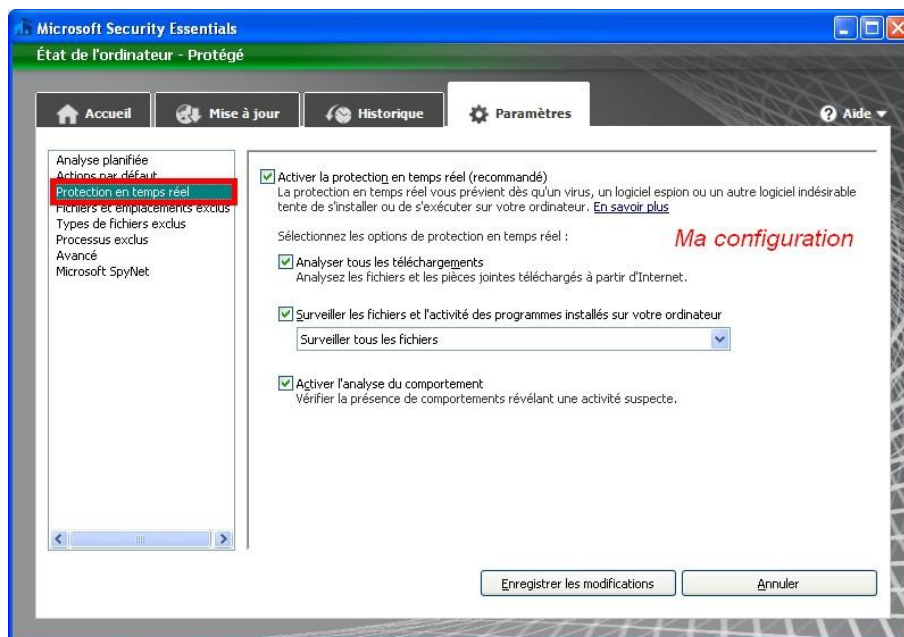 Microsoft Security Essentials
État de l'ordinateur - Protégé
Accueil
Mise à jour
Historique
Paramètres
Aide
Analyse planifiée
Actions par défaut
Protection en temps réel
Fichiers et emplacements exclus
Types de fichiers exclus
Processus exclus
Avancé
Microsoft SpyNet
Activer la protection en temps réel (recommandé)
La protection en temps réel vous prévient dès qu'un virus, un logiciel espion ou un autre logiciel indésirable
tente de s'installer ou de s'exécuter sur votre ordinateur. En savoir plus
Sélectionnez les options de protection en temps réel :
Ma configuration
Analyser tous les téléchargements
Analysez les fichiers et les pièces jointes téléchargés à partir d'Internet.
Surveiller les fichiers et l'activité des programmes installés sur votre ordinateur
Surveiller tous les fichiers
Activer l'analyse du comportement
Vérifier la présence de comportements révélant une activité suspecte.
Enregistrer les modifications
Annuler